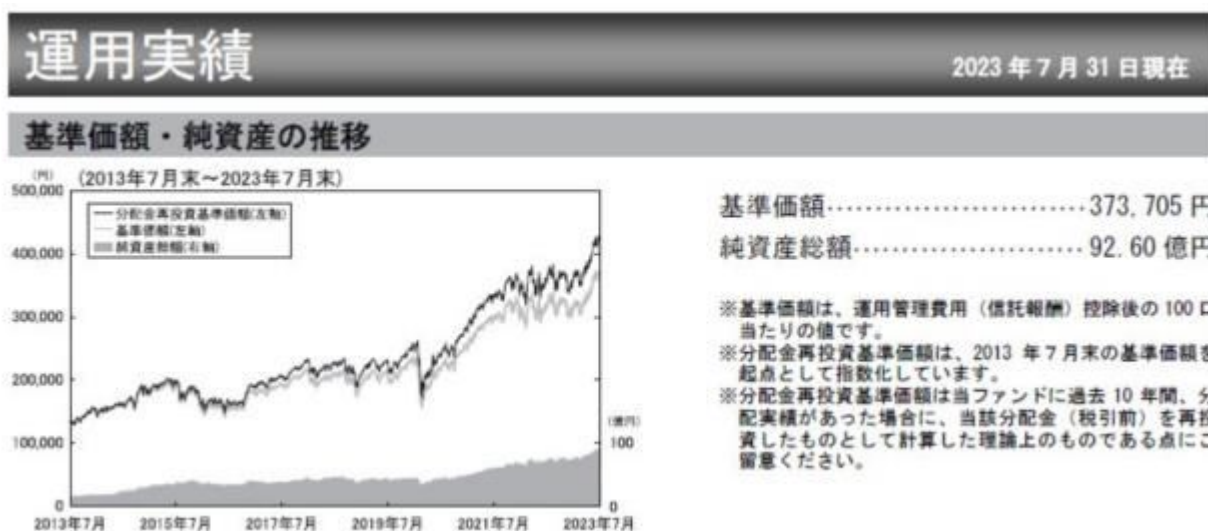 運用実績
2023年7月31日現在
基準価額・純資産の推移
(円)
(2013年7月末～2023年7月末)
500,000
400,000
300,000
200,000
100,000
0
分配金再投資基準価額(左軸)
基準価額(左軸)
純資産総額(右軸)
(億円)
100
0
2013年7月
2015年7月
2017年7月
2019年7月
2021年7月
2023年7月
基準価額‥‥‥‥‥‥‥‥‥‥‥‥‥373,705 円
純資産総額‥‥‥‥‥‥‥‥‥‥‥‥92.60 億円
※基準価額は、運用管理費用（信託報酬）控除後の 100 口
当たりの値です。
※分配金再投資基準価額は、2013 年７月末の基準価額を
起点として指数化しています。
※分配金再投資基準価額は当ファンドに過去 10 年間、分
配実績があった場合に、当該分配金（税引前）を再投
資したものとして計算した理論上のものである点にご
留意ください。